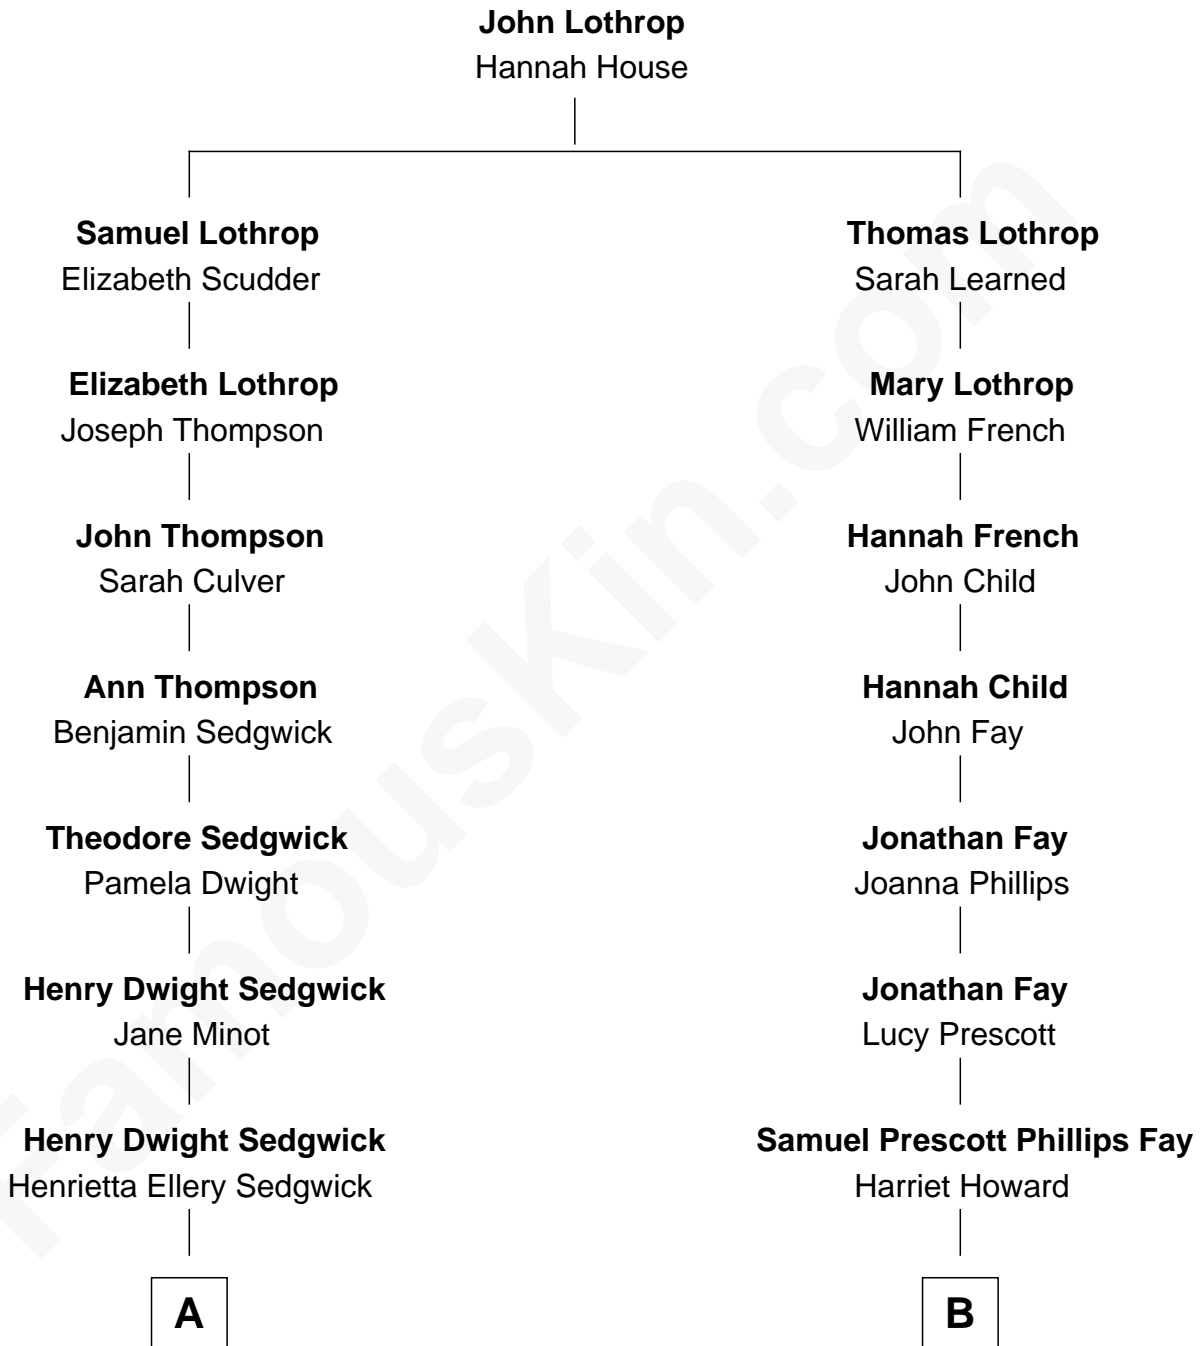 John Lothrop
Hannah House
Samuel Lothrop
Elizabeth Scudder
Thomas Lothrop
Sarah Learned
Elizabeth Lothrop
Joseph Thompson
Mary Lothrop
William French
John Thompson
Sarah Culver
Hannah French
John Child
Ann Thompson
Benjamin Sedgwick
Hannah Child
John Fay
Theodore Sedgwick
Pamela Dwight
Jonathan Fay
Joanna Phillips
Henry Dwight Sedgwick
Jane Minot
Jonathan Fay
Lucy Prescott
Henry Dwight Sedgwick
Henrietta Ellery Sedgwick
Samuel Prescott Phillips Fay
Harriet Howard
A
B
FamousKin.com